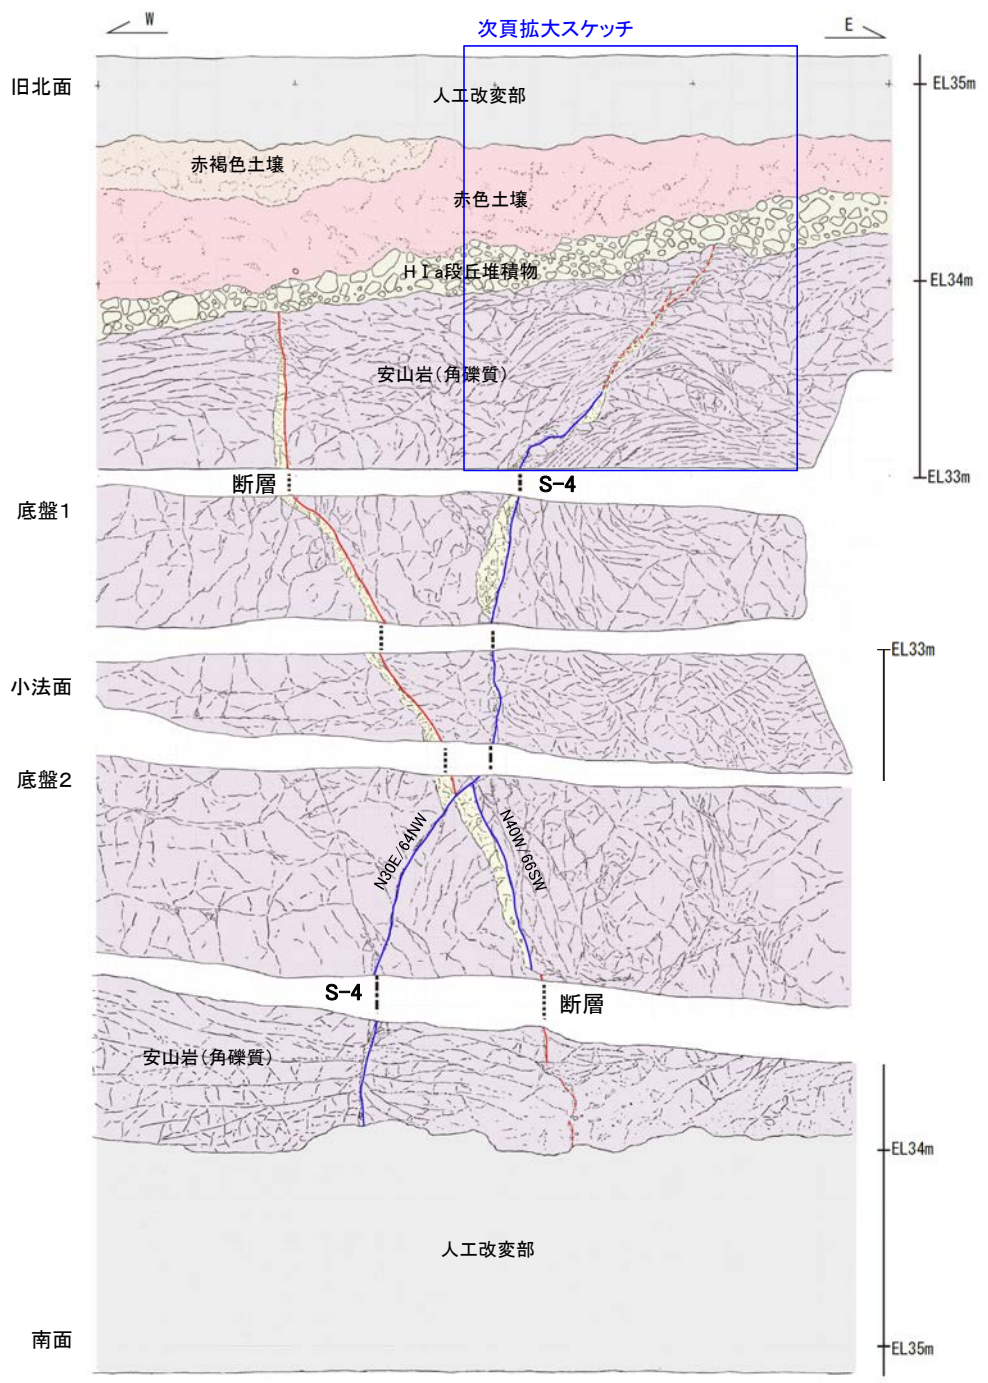 W
次頁拡大スケッチ
E
旧北面
EL35m
人工改変部
赤褐色土壌
赤色土壌
HⅠa段丘堆積物
EL34m
安山岩(角礫質)
断層
S-4
EL33m
底盤1
EL33m
小法面
底盤2
N30E/64NW
N40W/66SW
S-4
断層
安山岩(角礫質)
EL34m
人工改変部
南面
EL35m